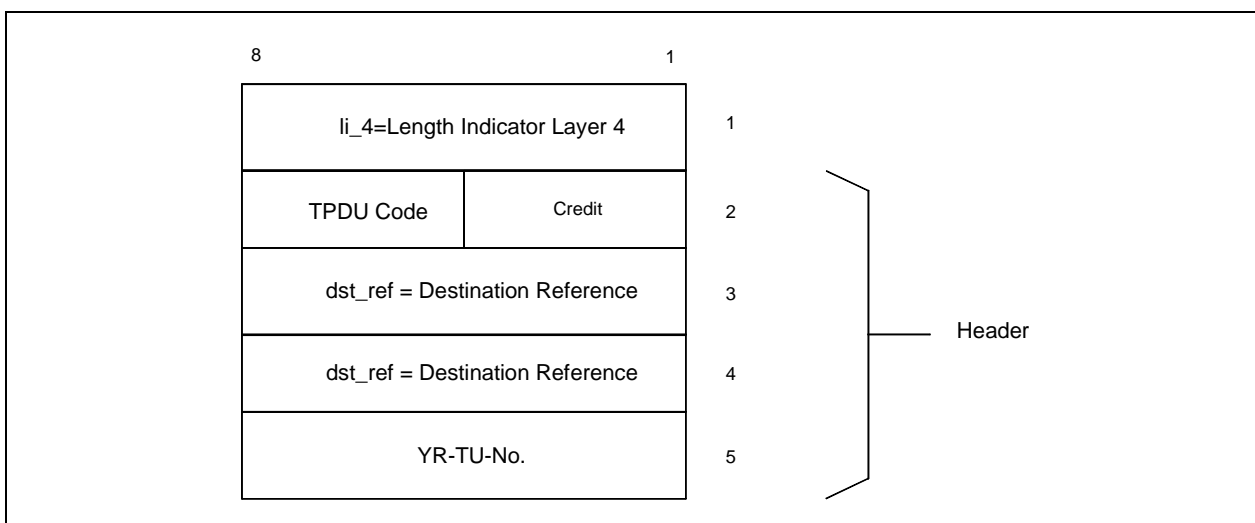 8 1
li_4=Length Indicator Layer 4 1
TPDU Code Credit 2
dst_ref = Destination Reference 3
Header
dst_ref = Destination Reference 4
YR-TU-No. 5